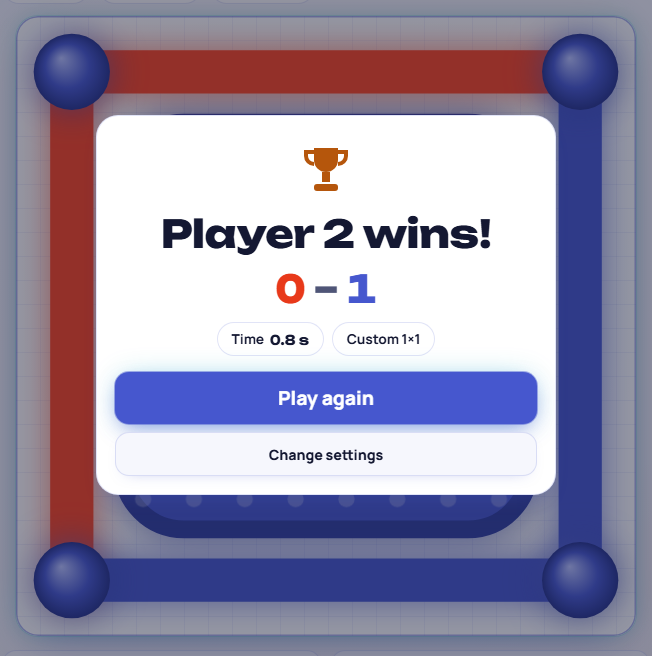 Player 2 wins!
0 – 1
Time 0.8 s Custom 1×1
Play again
Change settings